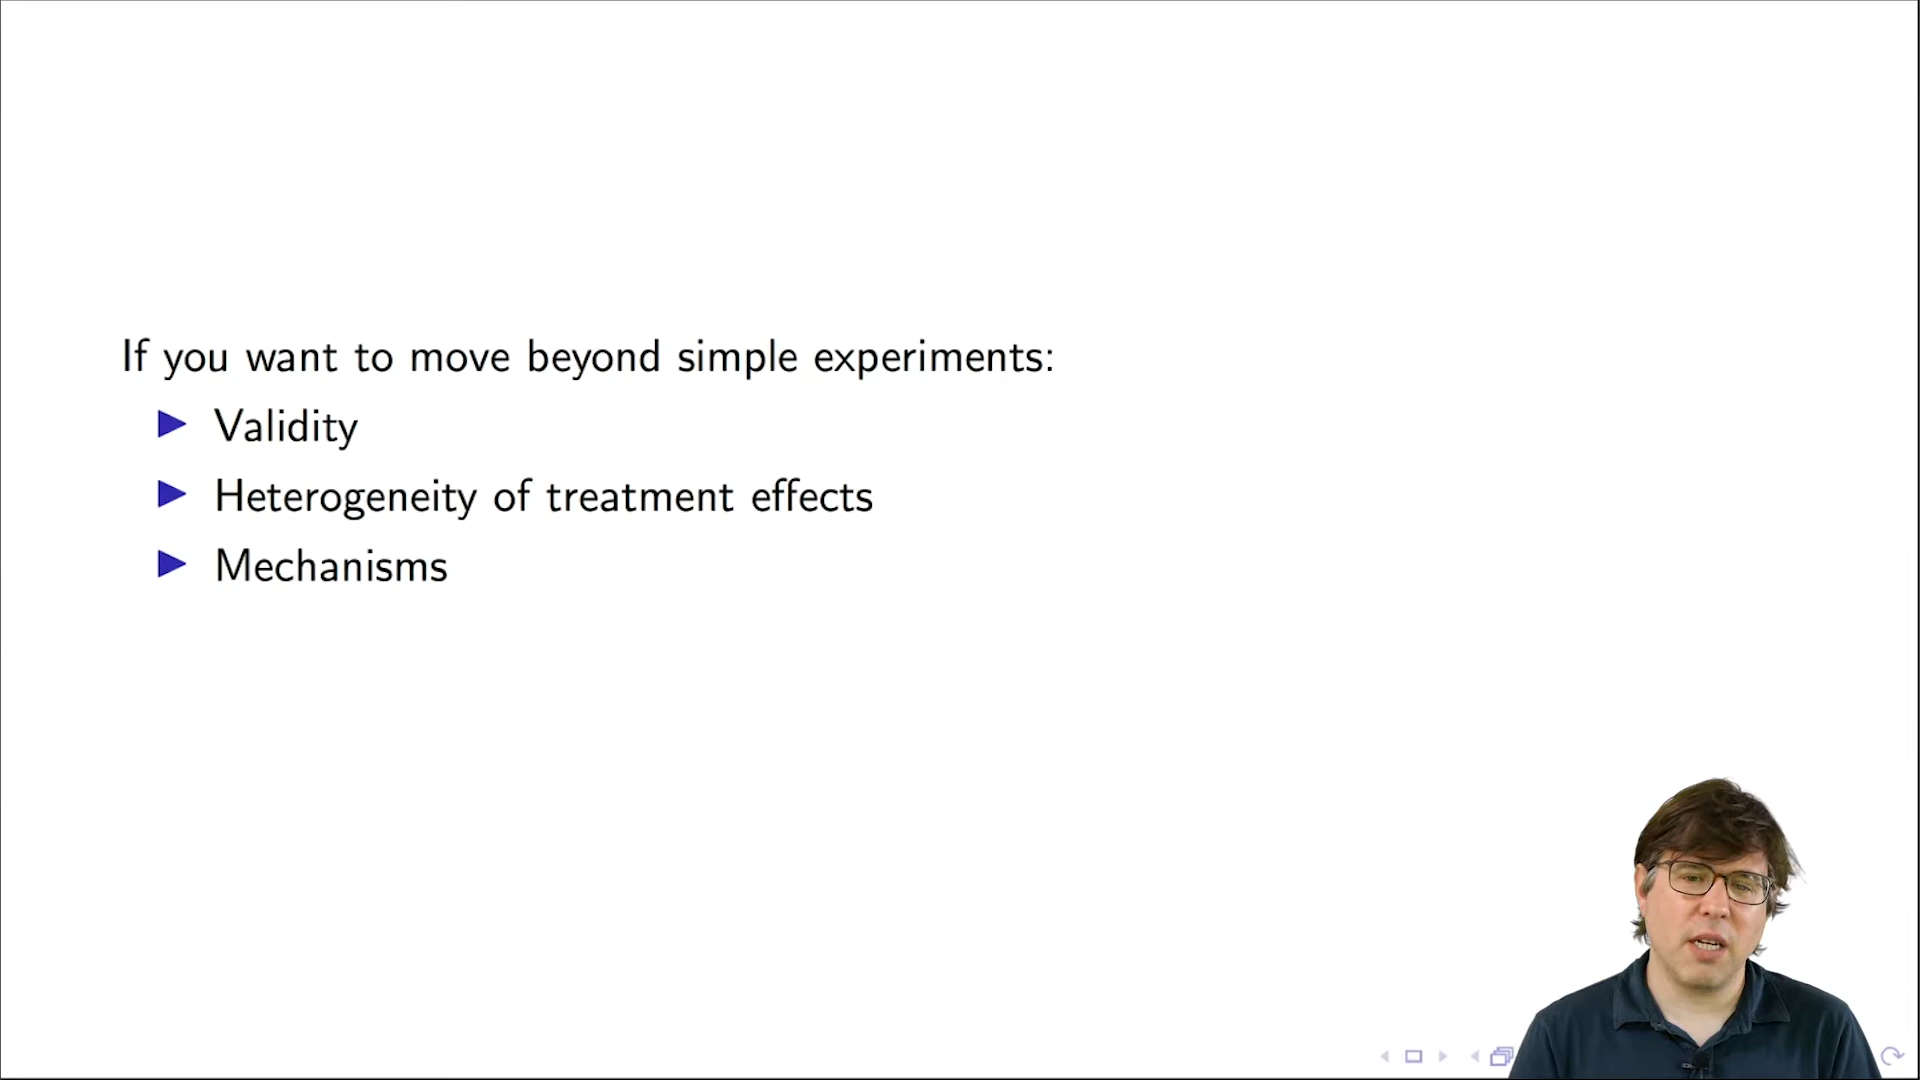 If you want to move beyond simple experiments:
Validity
Heterogeneity of treatment effects
Mechanisms